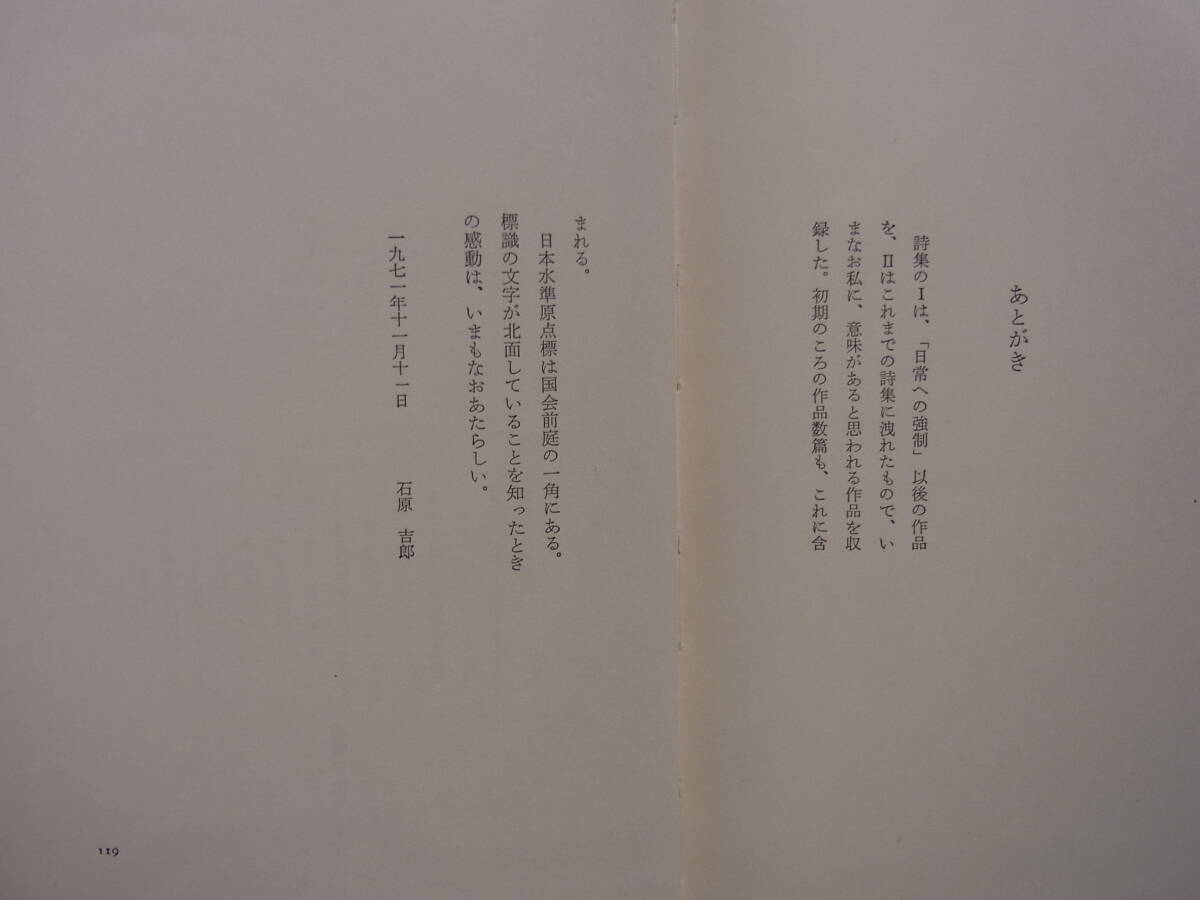 あとがき
詩集のⅠは、「日常への強制」以後の作品
を、Ⅱはこれまでの詩集に洩れたもので、い
まなお私に、意味があると思われる作品を収
録した。初期のころの作品数篇も、これに含
まれる。
日本水準原点標は国会前庭の一角にある。
標識の文字が北面していることを知ったとき
の感動は、いまもなおあたらしい。
一九七一年十一月十一日
石原 吉郎
119